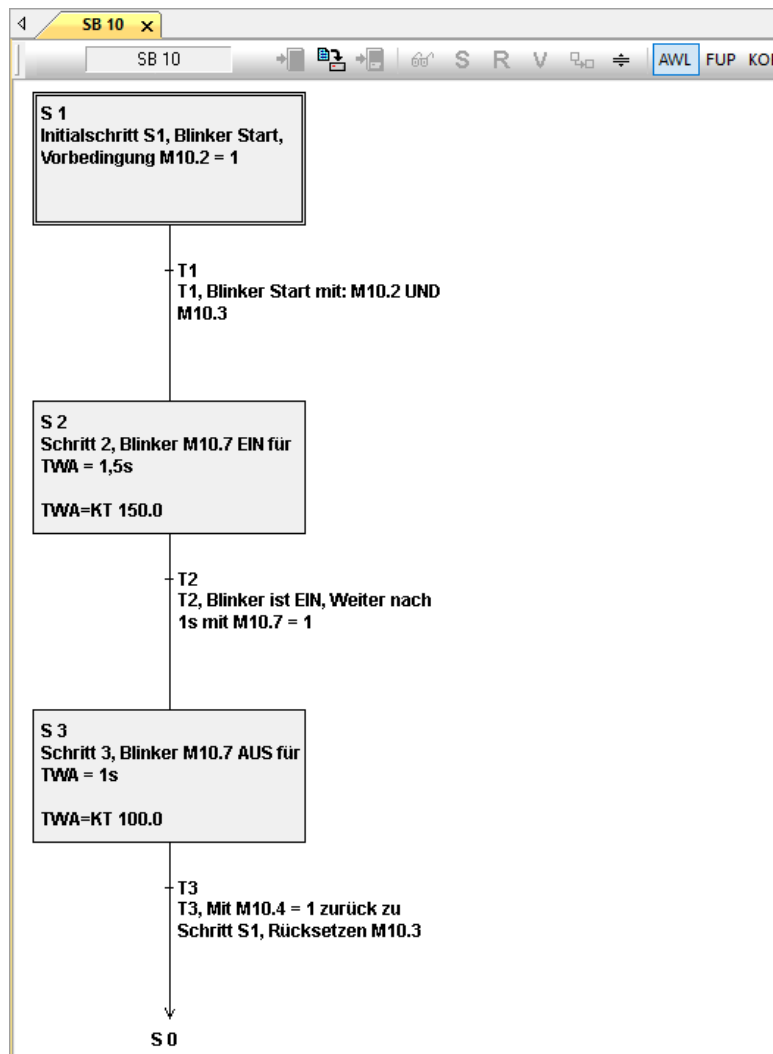 SB 10
SB 10
S R V AWL FUP KOP
S 1
Initialschritt S1, Blinker Start,
Vorbedingung M10.2 = 1
T1
T1, Blinker Start mit: M10.2 UND
M10.3
S 2
Schritt 2, Blinker M10.7 EIN für
TWA = 1,5s
TWA=KT 150.0
T2
T2, Blinker ist EIN, Weiter nach
1s mit M10.7 = 1
S 3
Schritt 3, Blinker M10.7 AUS für
TWA = 1s
TWA=KT 100.0
T3
T3, Mit M10.4 = 1 zurück zu
Schritt S1, Rücksetzen M10.3
S 0